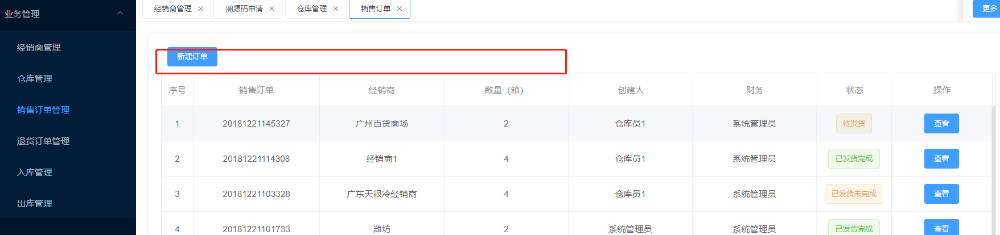 业务管理
经销商管理
仓库管理
销售订单管理
退货订单管理
入库管理
出库管理
经销商管理 × 溯源码申请 × 仓库管理 × 销售订单 × 更多
新建订单
序号 销售订单 经销商 数量（箱） 创建人 财务 状态 操作
1 20181221145327 广州百货商场 2 仓库员1 系统管理员 待发货 查看
2 20181221114308 经销商1 4 仓库员1 系统管理员 已发货完成 查看
3 20181221103328 广东天很冷经销商 4 仓库员1 系统管理员 已发货未完成 查看
4 20181221101733 潍坊 2 系统管理员 系统管理员 已发货完成 查看